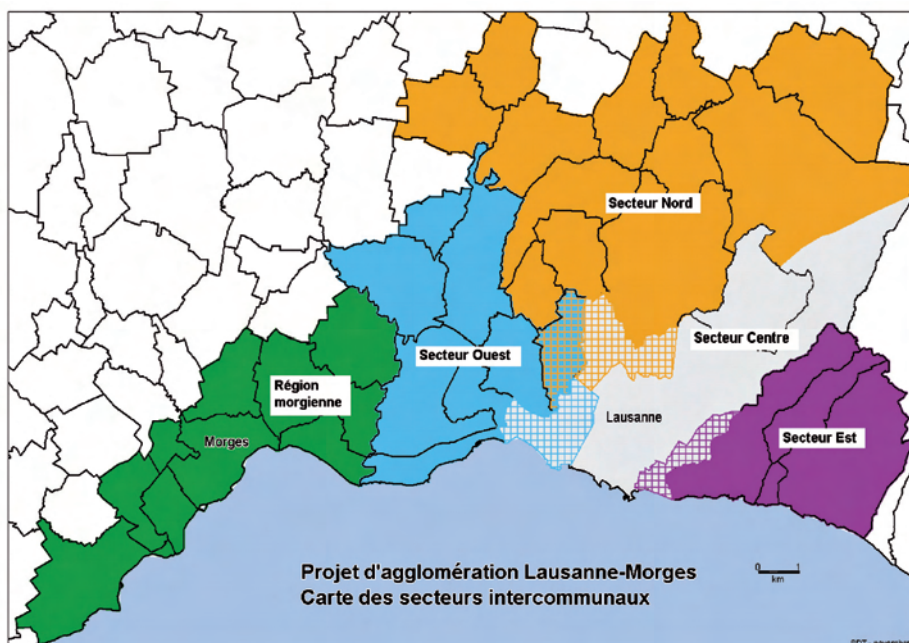 Secteur Nord
Secteur Centre
Secteur Ouest
Région
morgienne
Lausanne
Morges
Secteur Est
Projet d'agglomération Lausanne-Morges
Carte des secteurs intercommunaux
0 1
km